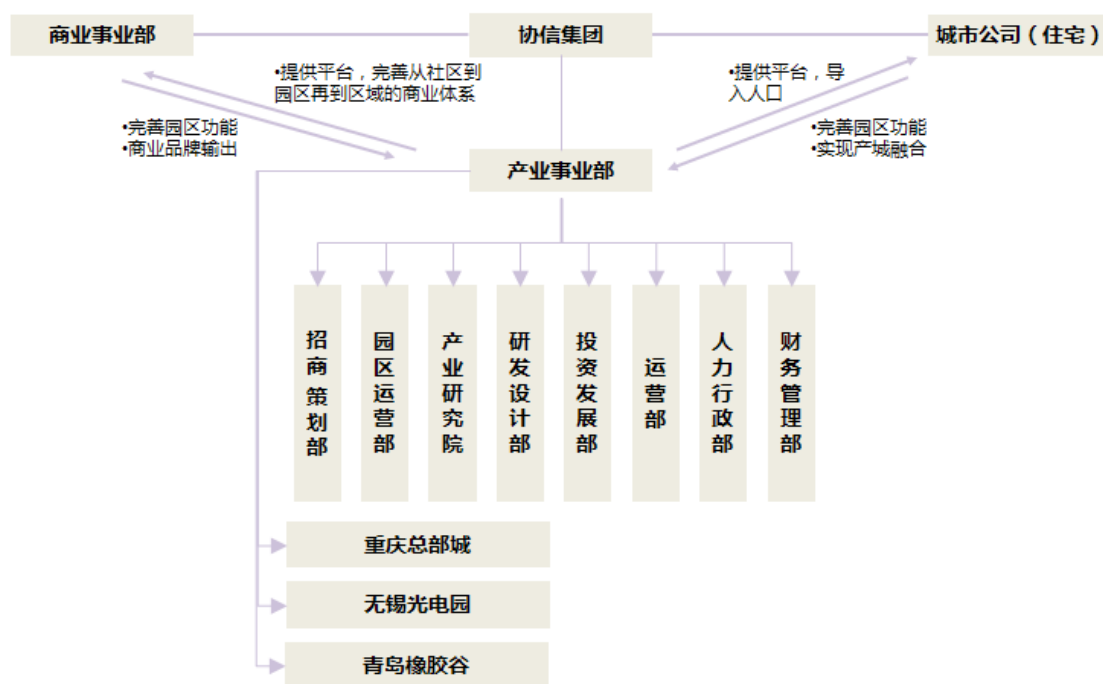 商业事业部
协信集团
城市公司（住宅）
•提供平台，完善从社区到
园区再到区域的商业体系
•提供平台，导
入人口
•完善园区功能
•商业品牌输出
•完善园区功能
•实现产城融合
产业事业部
招商 策划部
园区运营部
产业研究院
研发设计部
投资发展部
运营部
人力行政部
财务管理部
重庆总部城
无锡光电园
青岛橡胶谷